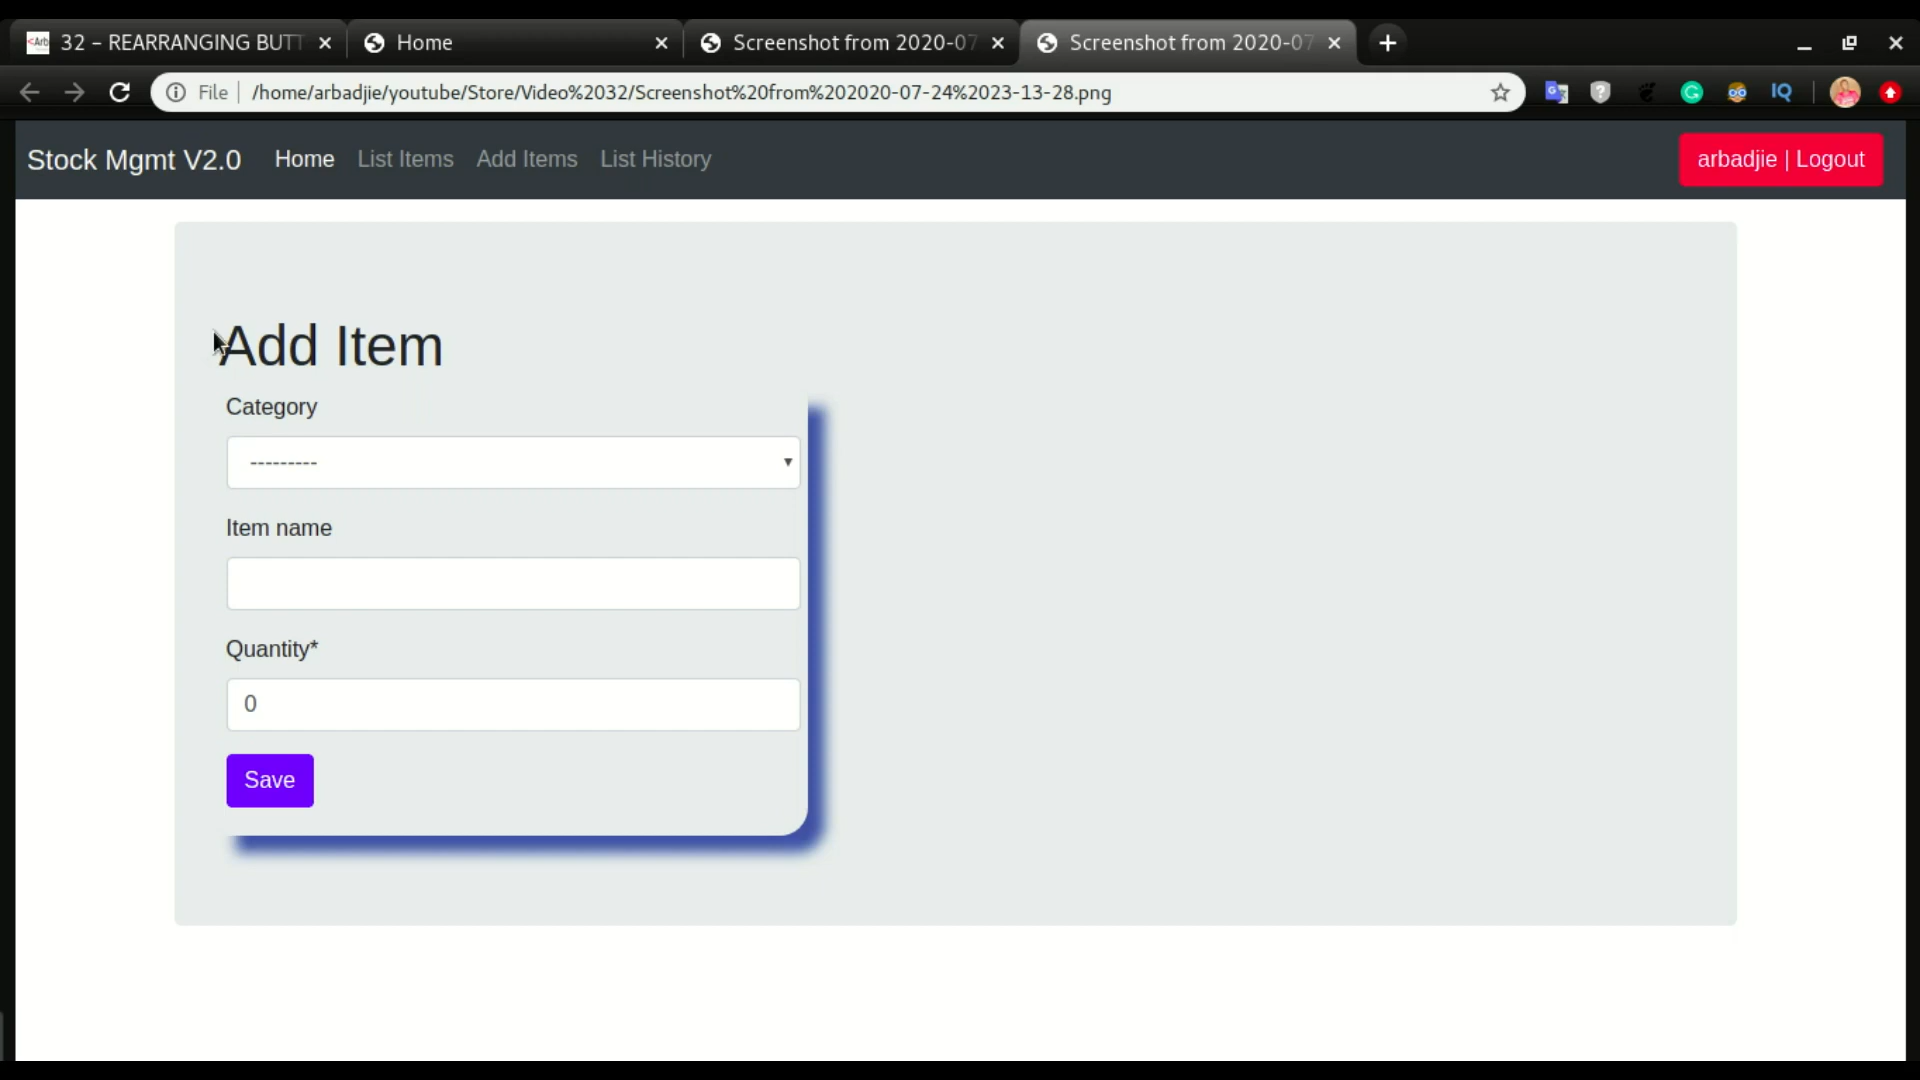 32 – REARRANGING BUTT
Home
Screenshot from 2020-07
Screenshot from 2020-07
File
/home/arbadjie/youtube/Store/Video%2032/Screenshot%20from%202020-07-24%2023-13-28.png
IQ
Stock Mgmt V2.0
Home
List Items
Add Items
List History
arbadjie | Logout
Add Item
Category
---------
Item name
Quantity*
0
Save